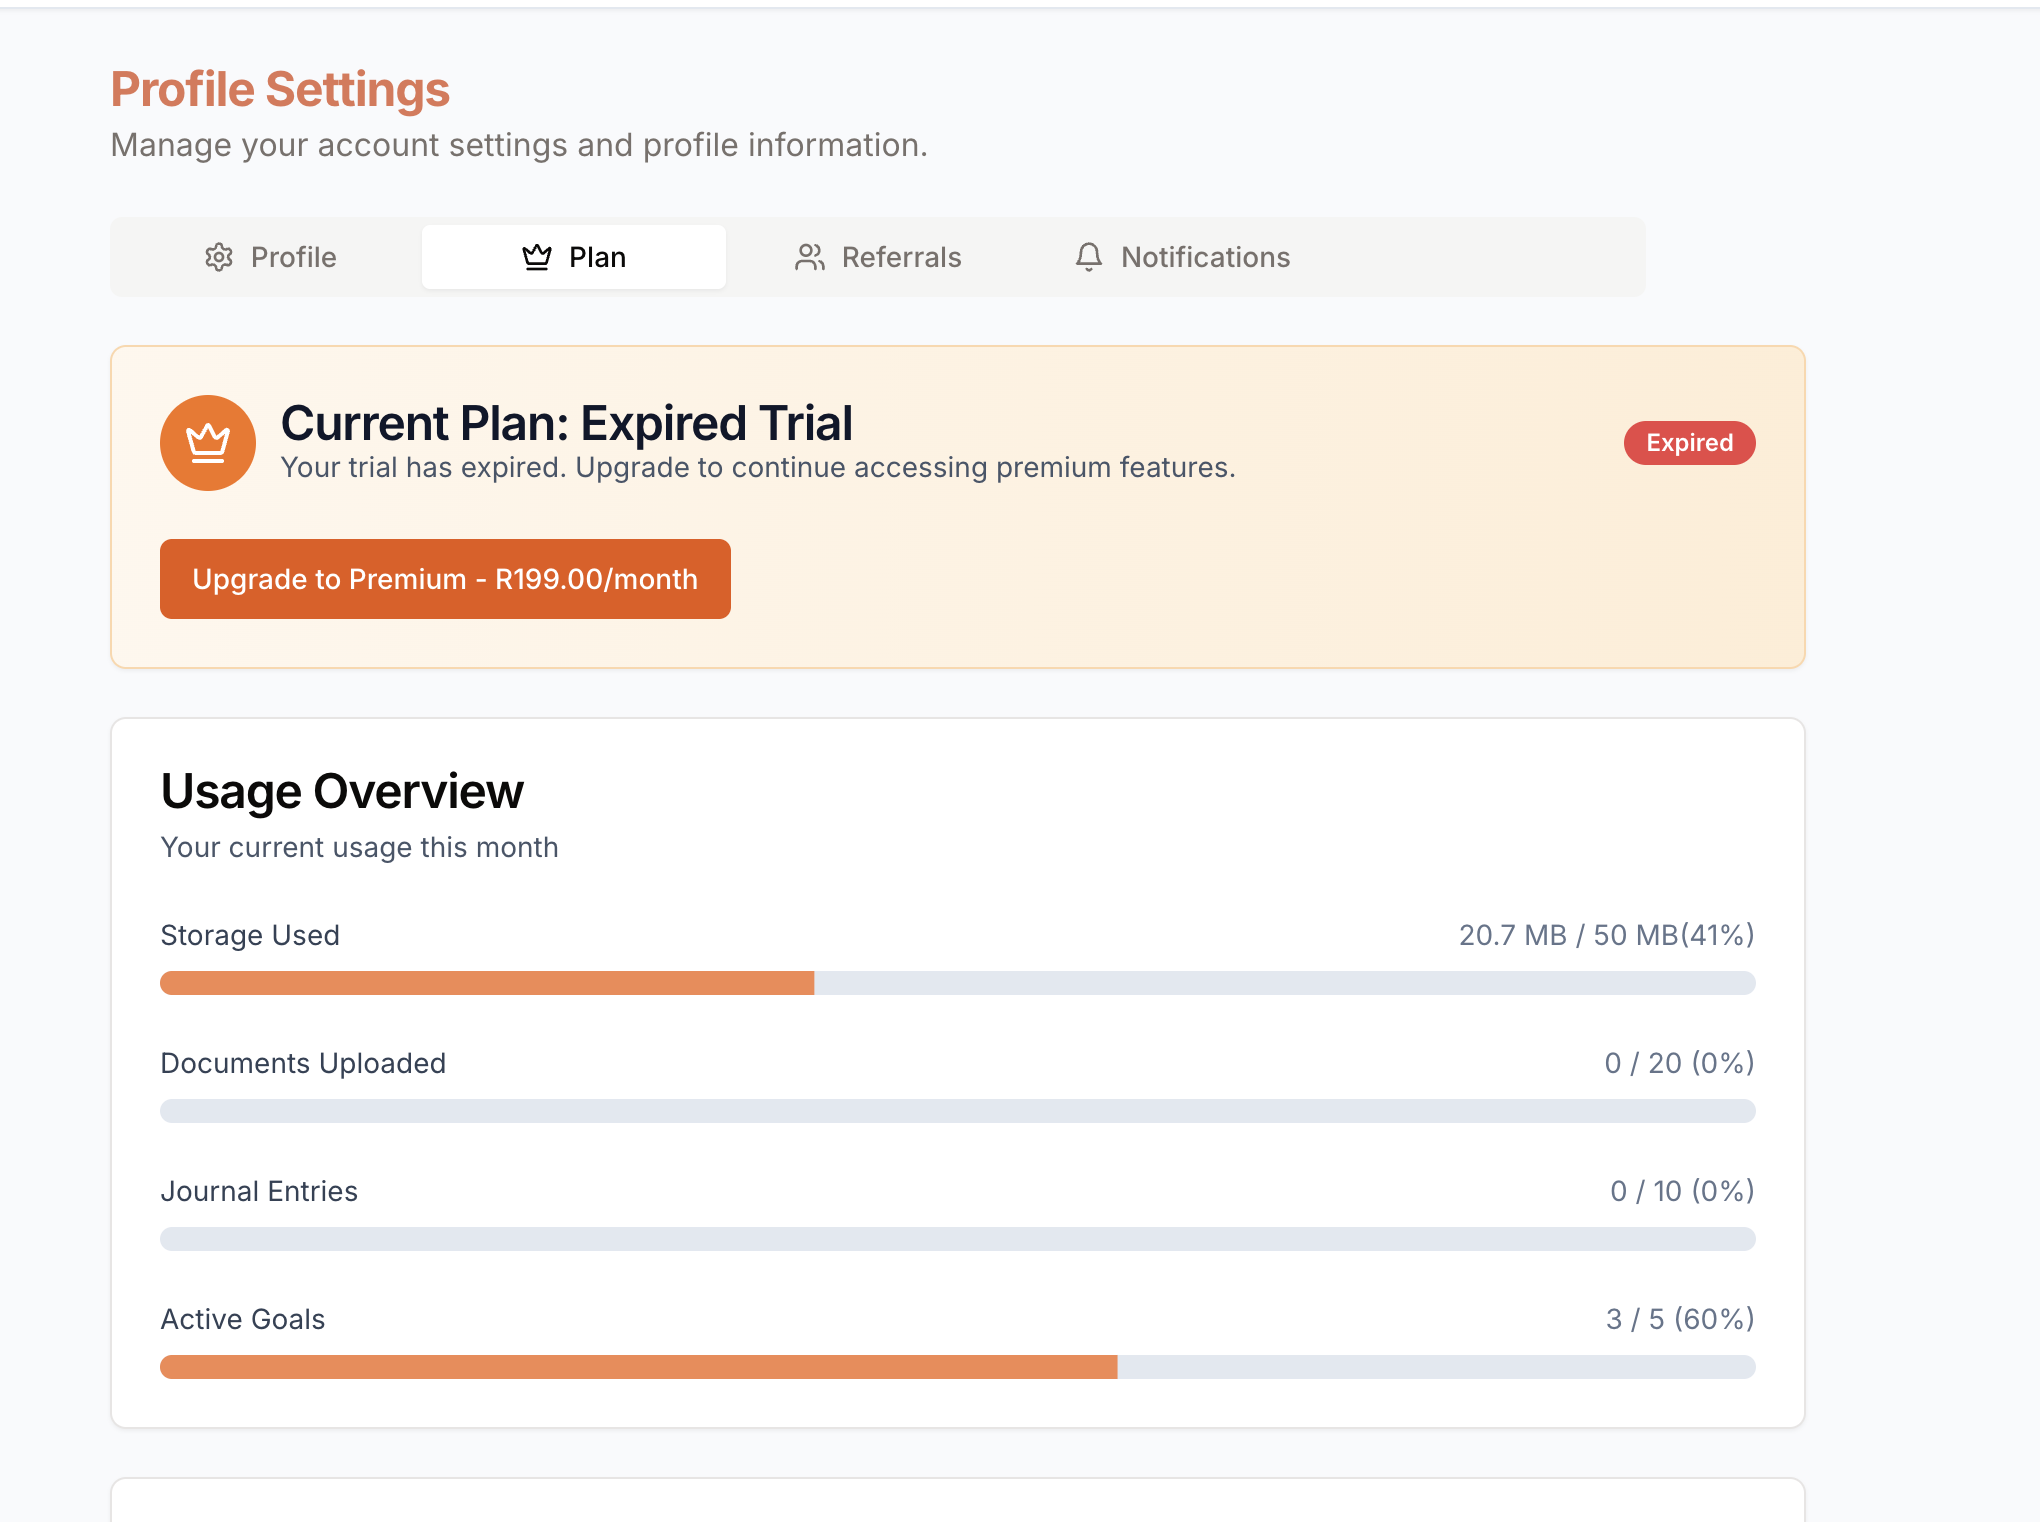 Profile Settings
Manage your account settings and profile information.
Profile
Plan
Referrals
Notifications
Current Plan: Expired Trial
Your trial has expired. Upgrade to continue accessing premium features.
Expired
Upgrade to Premium - R199.00/month
Usage Overview
Your current usage this month
Storage Used
20.7 MB / 50 MB(41%)
Documents Uploaded
0 / 20 (0%)
Journal Entries
0 / 10 (0%)
Active Goals
3 / 5 (60%)